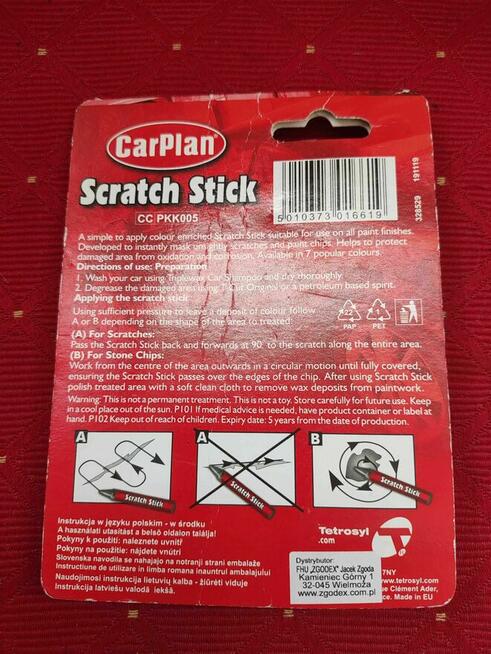 CarPlan®
Scratch Stick
CC PKK005
5010373 016619
328529 191119
A simple to apply colour enriched Scratch Stick suitable for use on all paint finishes.
Developed to instantly mask unsightly scratches and paint chips. Helps to protect
damaged area from oxidation and corrosion. Available in 7 popular colours.
Directions of use: Preparation
1. Wash your car using Triplewax Car Shampoo and dry thoroughly
2. Degrease the damaged area using T-Cut Original or a petroleum based spirit.
Applying the scratch stick
Using sufficient pressure to leave a deposit of colour follow
A or B depending on the shape of the area to treated:
(A) For Scratches:
Pass the Scratch Stick back and forwards at 90° to the scratch along the entire area.
(B) For Stone Chips:
Work from the centre of the area outwards in a circular motion until fully covered,
ensuring the Scratch Stick passes over the edges of the chip. After using Scratch Stick
polish treated area with a soft clean cloth to remove wax deposits from paintwork.
Warning: This is not a permanent treatment. This is not a toy. Store carefully for future use. Keep
in a cool place out of the sun. P101 If medical advice is needed, have product container or label at
hand. P102 Keep out of reach of children. Expiry date: 5 years from the date of production.
22
PAP
1
PET
A
Scratch Stick
A
Scratch Stick
B
Scratch Stick
Instrukcja w języku polskim - w środku
A használati utasítást a belső oldalon találja!
Pokyny k použití: naleznete uvnitř
Pokyny na použitie: nájdete vnútri
Slovenska navodila se nahajajo na notranji strani embalaže
Instructiune de utilizare in limba romana inauntrul ambalajului
Naudojimosi instrukcija lietuvių kalba - žiūrėti viduje
Instrukciju latviešu valodā iekšā.
Tetrosyl
.com
Dystrybutor:
FHU „ZGODEX" Jacek Zgoda
Kamieniec Górny 1
32-045 Wielmoża
www.zgodex.com.pl
7NY
www.tetrosyl.com
ue Clément Ader,
ce. Made in EU